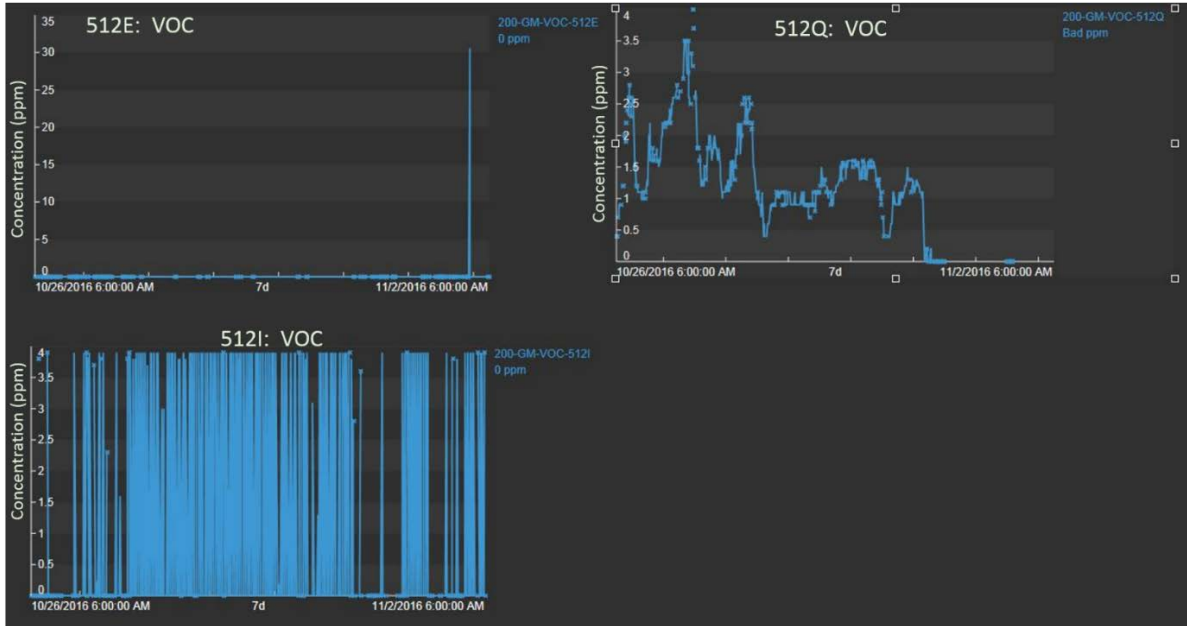 512E: VOC
200-GM-VOC-512E
0 ppm
Concentration (ppm)
35
30
25
20
15
10
5
0
10/26/2016 6:00:00 AM 7d 11/2/2016 6:00:00 AM
512Q: VOC
200-GM-VOC-512Q
Bad ppm
Concentration (ppm)
4
3.5
3
2.5
2
1.5
1
0.5
0
10/26/2016 6:00:00 AM 7d 11/2/2016 6:00:00 AM
512I: VOC
200-GM-VOC-512I
0 ppm
Concentration (ppm)
4
3.5
3
2.5
2
1.5
1
0.5
0
10/26/2016 6:00:00 AM 7d 11/2/2016 6:00:00 AM